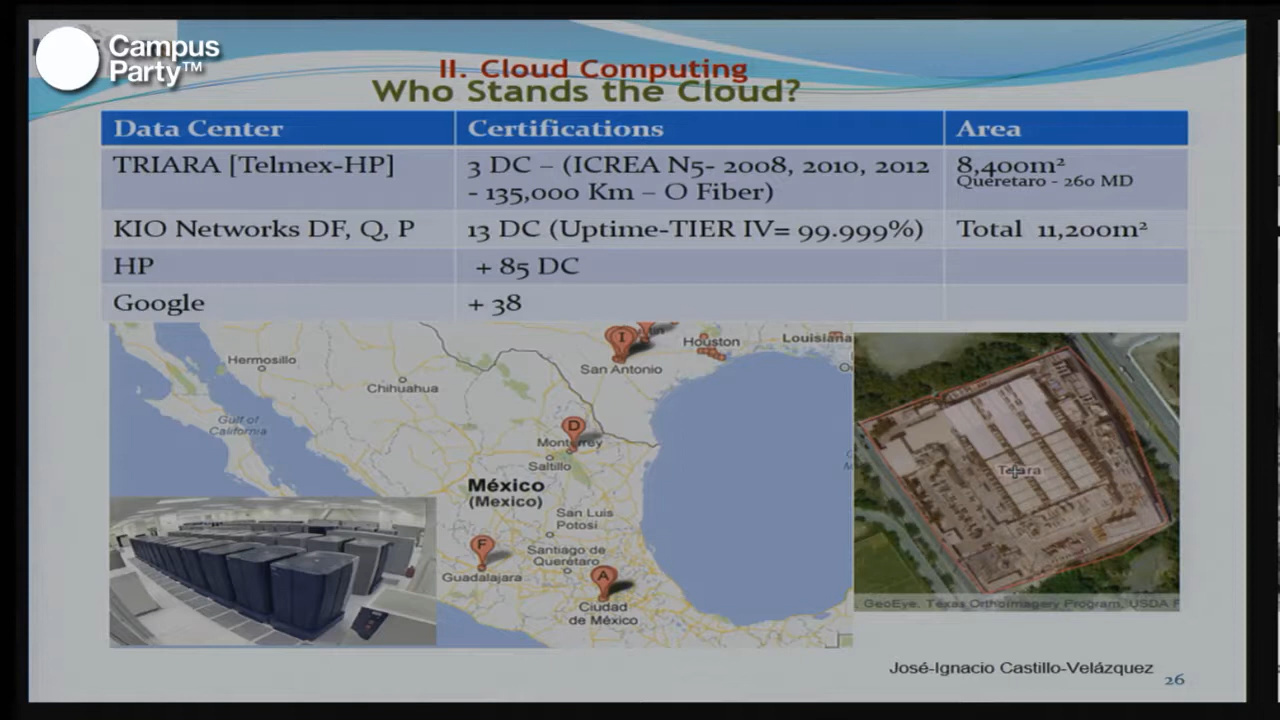 Campus
Party™
II. Cloud Computing
Who Stands the Cloud?
Data Center Certifications Area
TRIARA [Telmex-HP] 3 DC – (ICREA N5- 2008, 2010, 2012 8,400m²
- 135,000 Km – O Fiber) Querétaro - 260 MD
KIO Networks DF, Q, P 13 DC (Uptime-TIER IV= 99.999%) Total 11,200m²
HP + 85 DC
Google + 38
Hermosillo
Chihuahua
Gulf of
California
I
San Antonio
Houston
Louisiana
D
Monterrey
Saltillo
México
(Mexico)
San Luis
Potosi
Santiago de
Querétaro
F
Guadalajara
A
Ciudad
de México
GeoEye, Texas Orthoimagery Program, USDA F
José-Ignacio Castillo-Velázquez
26